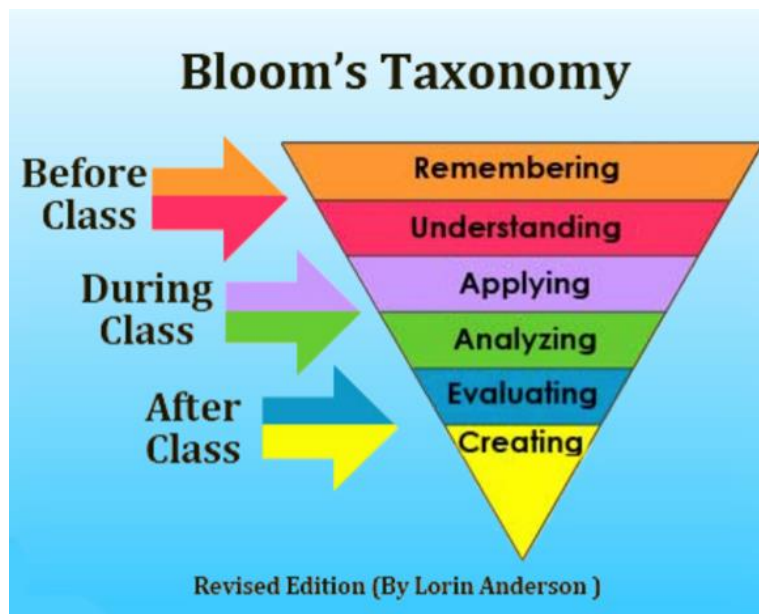 Bloom’s Taxonomy
Before
Class
During
Class
After
Class
Remembering
Understanding
Applying
Analyzing
Evaluating
Creating
Revised Edition (By Lorin Anderson )